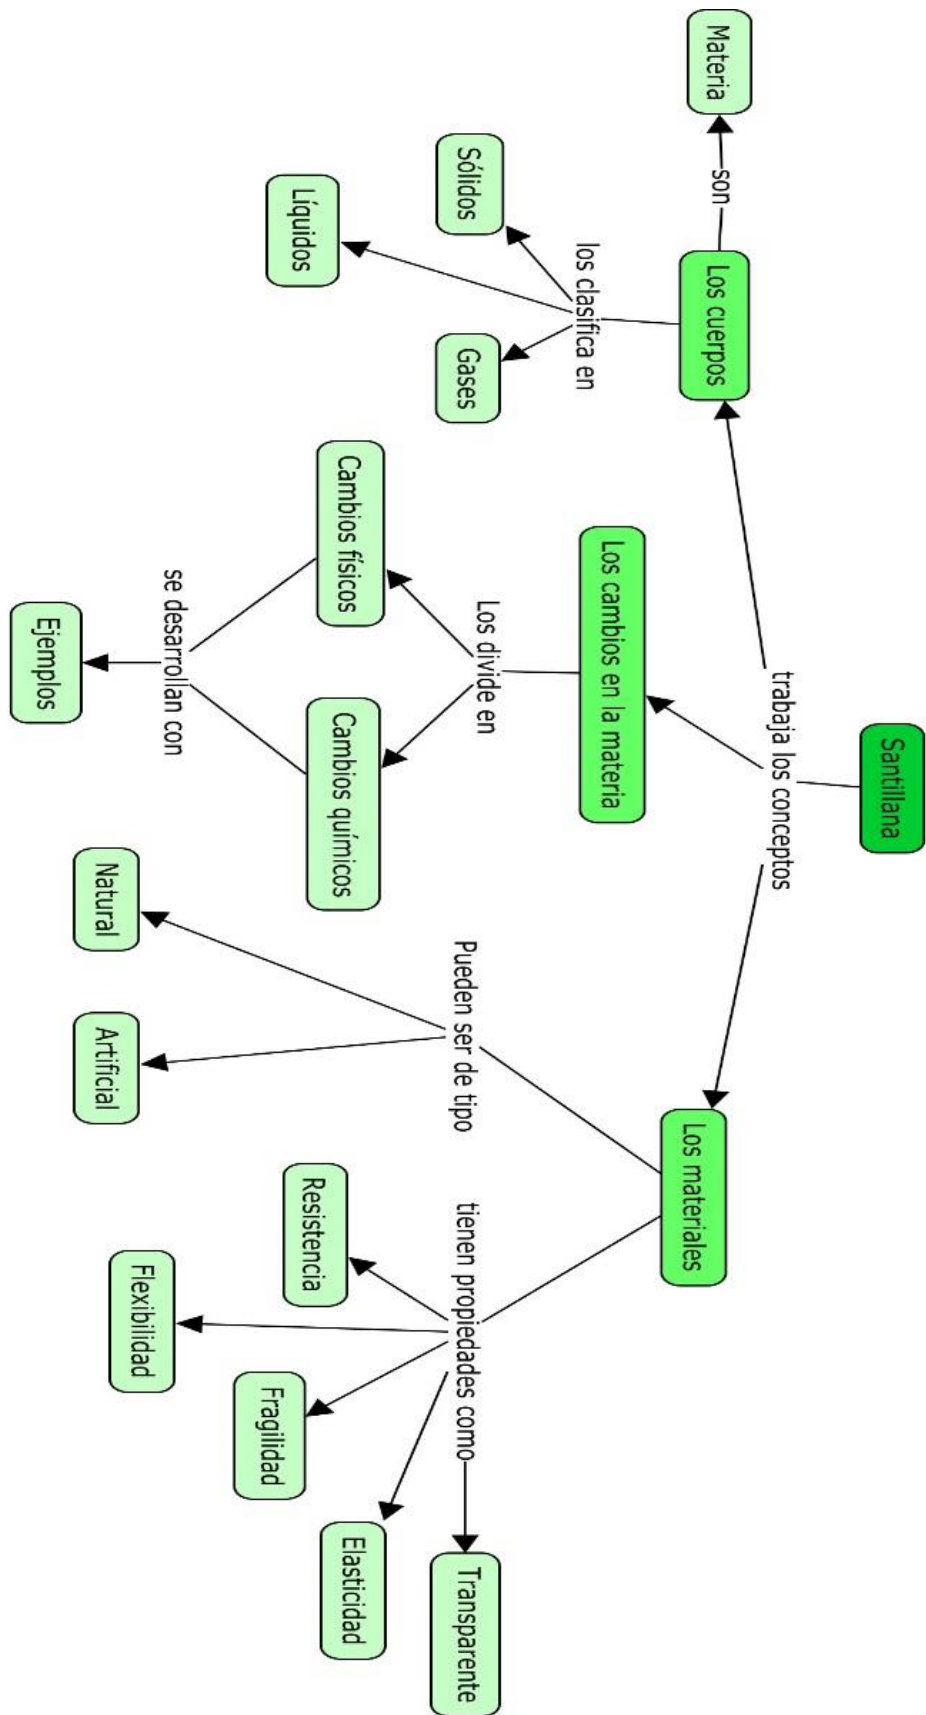 Santillana
trabaja los conceptos
Los cuerpos
son
Materia
los clasifica en
Sólidos
Líquidos
Gases
Los cambios en la materia
Los divide en
Cambios físicos
Cambios químicos
se desarrollan con
Ejemplos
Los materiales
Pueden ser de tipo
Natural
Artificial
tienen propiedades como
Resistencia
Flexibilidad
Fragilidad
Elasticidad
Transparente